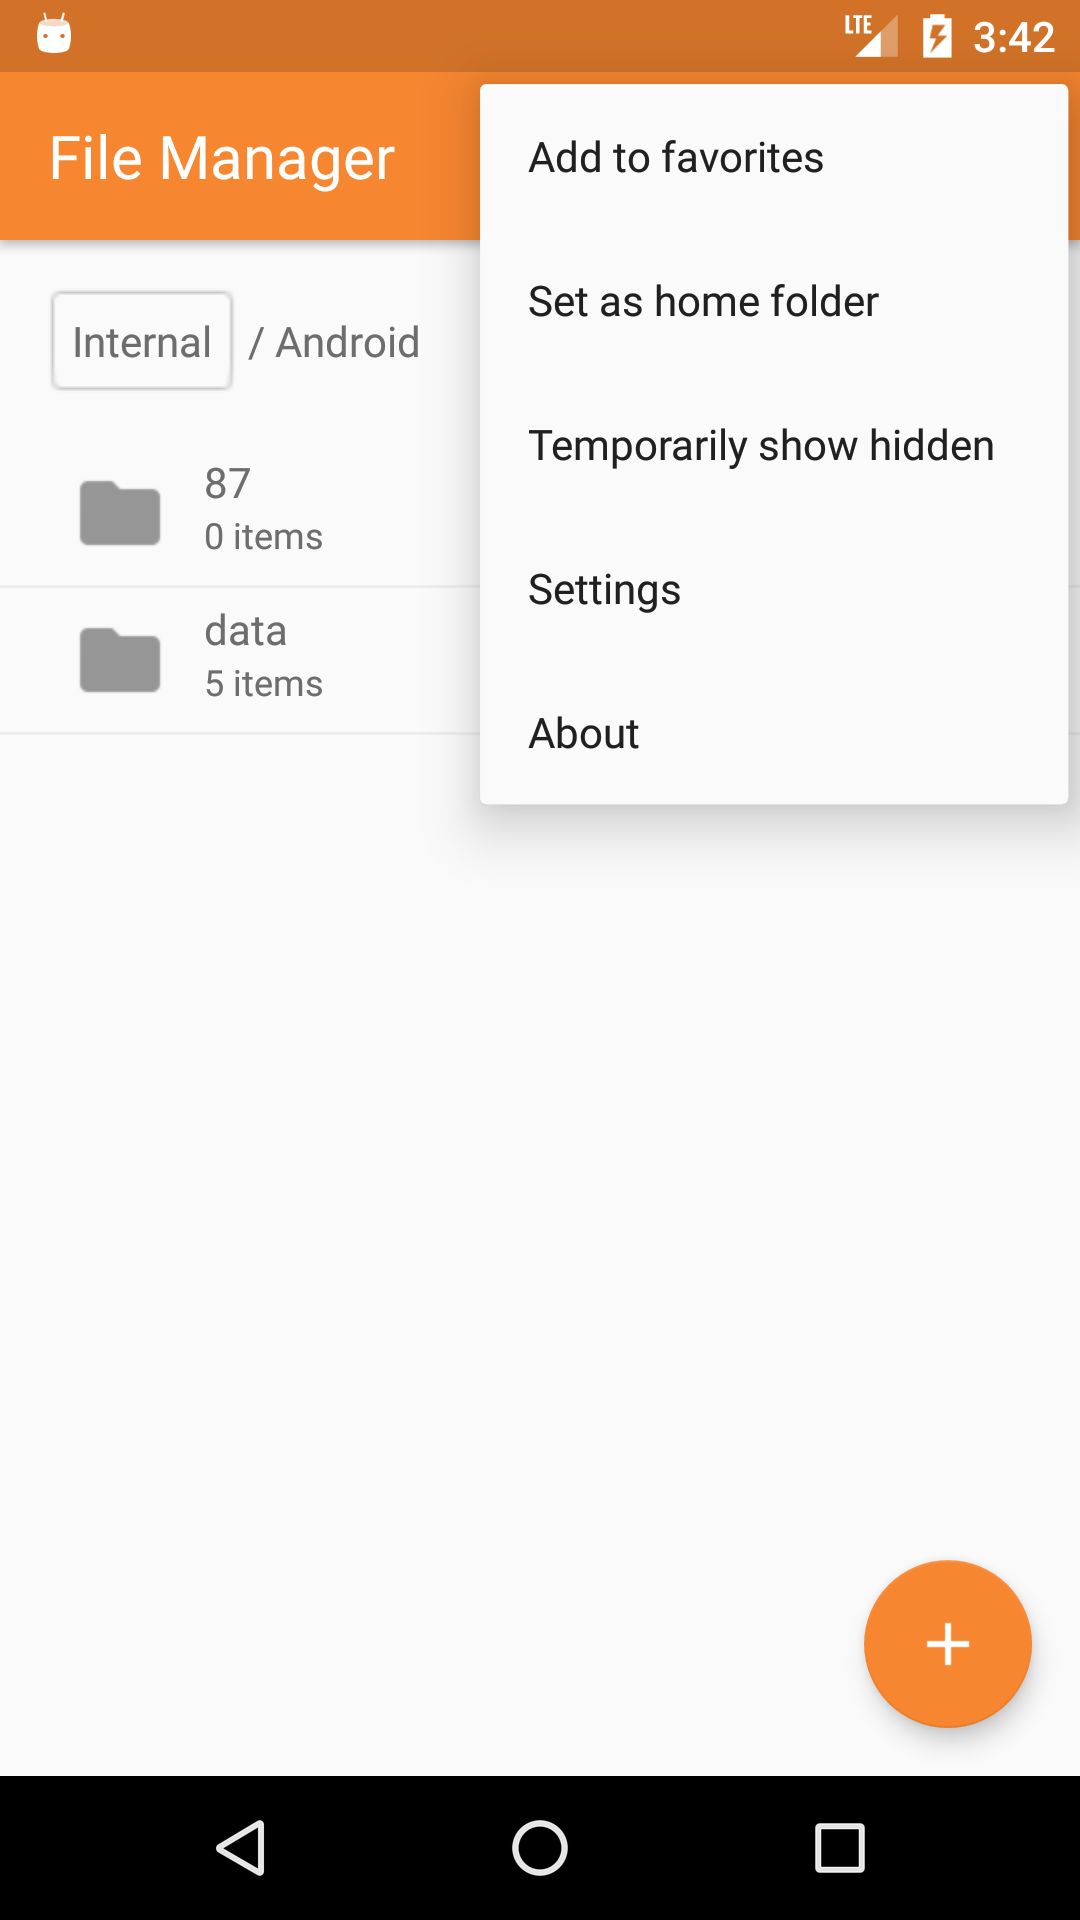 LTE 3:42
File Manager
Add to favorites
Set as home folder
Temporarily show hidden
Settings
About
Internal / Android
87
0 items
data
5 items